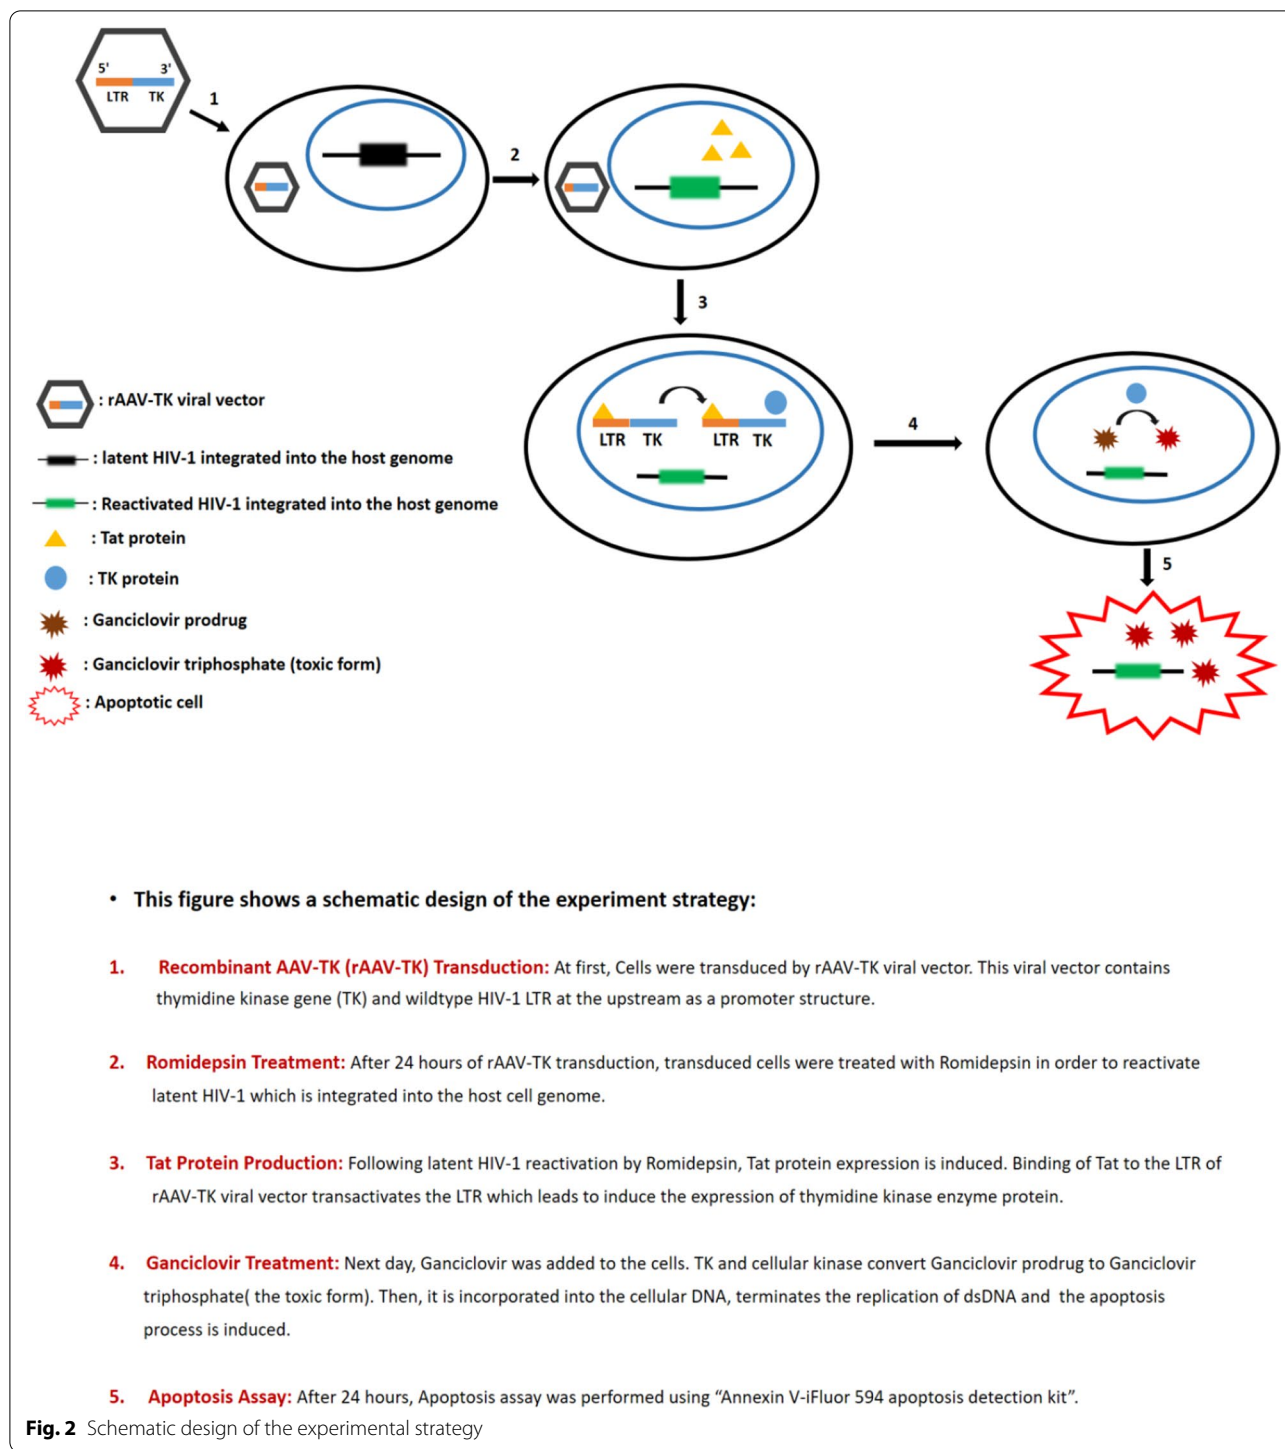 5' 3'
LTR TK
1
2
3
LTR TK LTR TK
4
5
: rAAV-TK viral vector
: latent HIV-1 integrated into the host genome
: Reactivated HIV-1 integrated into the host genome
: Tat protein
: TK protein
: Ganciclovir prodrug
: Ganciclovir triphosphate (toxic form)
: Apoptotic cell
• This figure shows a schematic design of the experiment strategy:
1. Recombinant AAV-TK (rAAV-TK) Transduction: At first, Cells were transduced by rAAV-TK viral vector. This viral vector contains
thymidine kinase gene (TK) and wildtype HIV-1 LTR at the upstream as a promoter structure.
2. Romidepsin Treatment: After 24 hours of rAAV-TK transduction, transduced cells were treated with Romidepsin in order to reactivate
latent HIV-1 which is integrated into the host cell genome.
3. Tat Protein Production: Following latent HIV-1 reactivation by Romidepsin, Tat protein expression is induced. Binding of Tat to the LTR of
rAAV-TK viral vector transactivates the LTR which leads to induce the expression of thymidine kinase enzyme protein.
4. Ganciclovir Treatment: Next day, Ganciclovir was added to the cells. TK and cellular kinase convert Ganciclovir prodrug to Ganciclovir
triphosphate( the toxic form). Then, it is incorporated into the cellular DNA, terminates the replication of dsDNA and the apoptosis
process is induced.
5. Apoptosis Assay: After 24 hours, Apoptosis assay was performed using “Annexin V-iFluor 594 apoptosis detection kit”.
Fig. 2 Schematic design of the experimental strategy